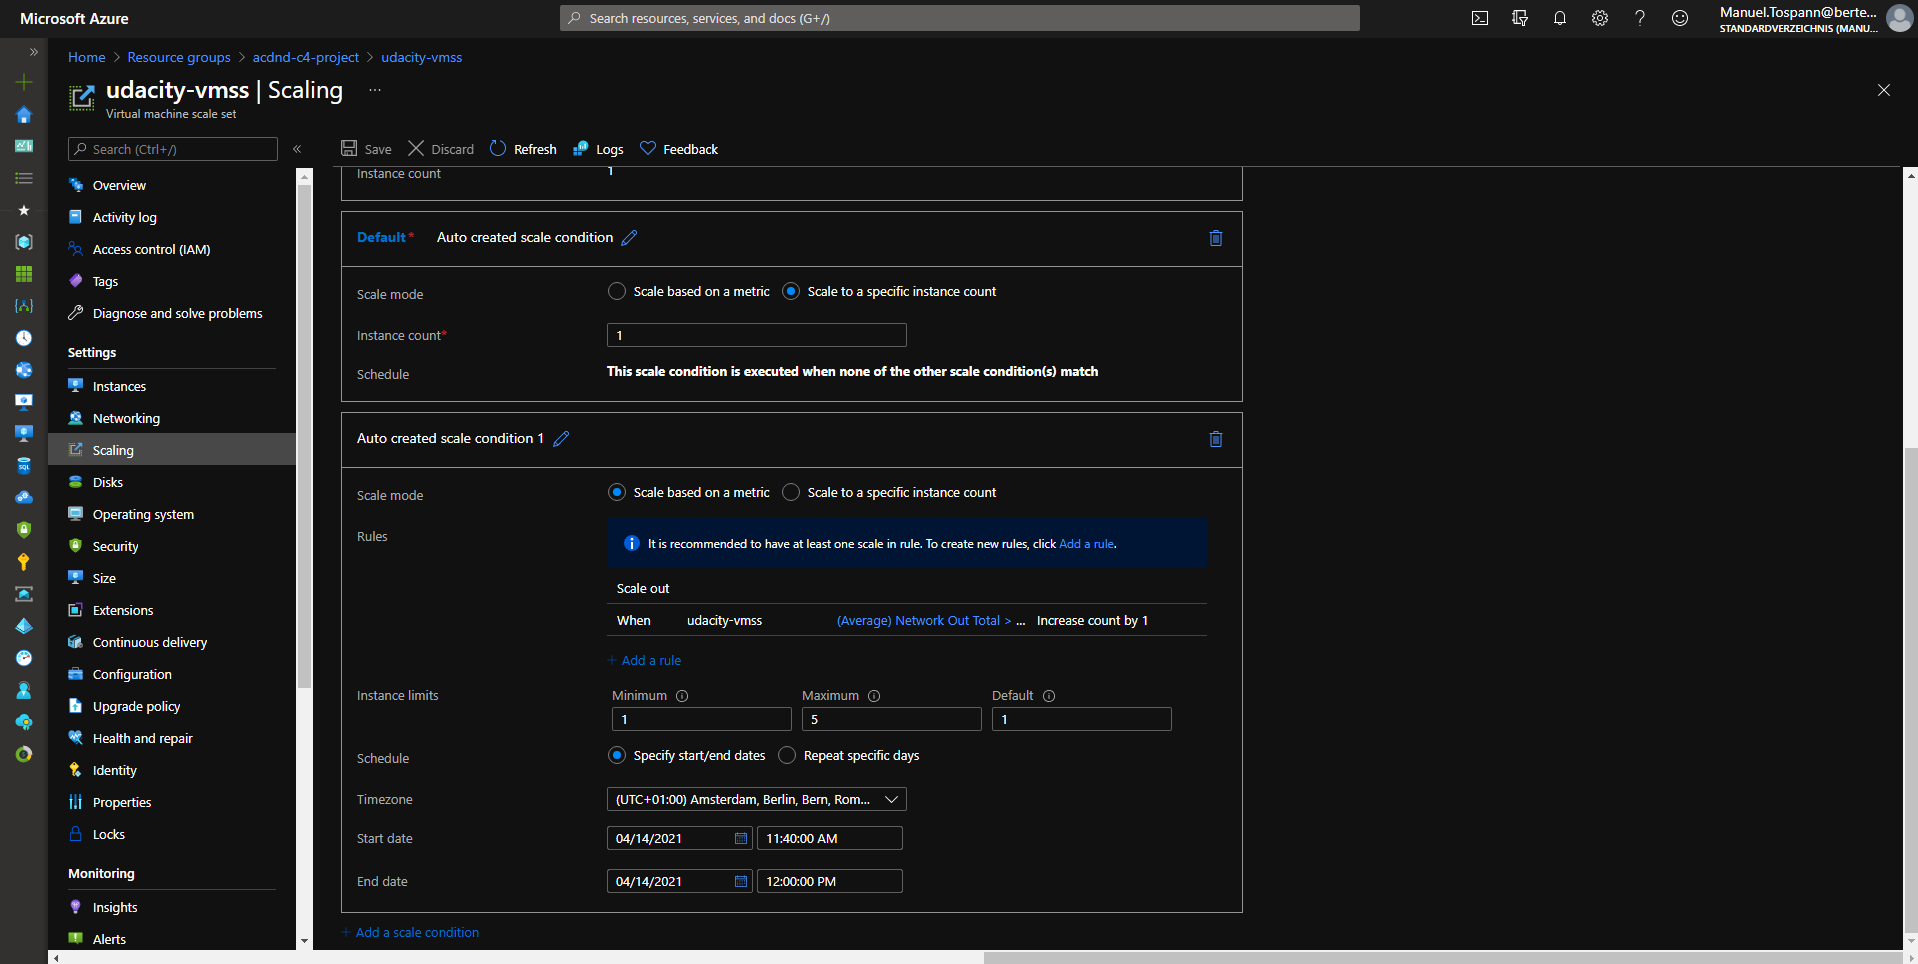 Microsoft Azure
Search resources, services, and docs (G+/)
Manuel.Tospann@berte...
STANDARDVERZEICHNIS (MANU...
Home > Resource groups > acdnd-c4-project > udacity-vmss
udacity-vmss | Scaling ...
Virtual machine scale set
Search (Ctrl+/)
Overview
Activity log
Access control (IAM)
Tags
Diagnose and solve problems
Settings
Instances
Networking
Scaling
Disks
Operating system
Security
Size
Extensions
Continuous delivery
Configuration
Upgrade policy
Health and repair
Identity
Properties
Locks
Monitoring
Insights
Alerts
Save Discard Refresh Logs Feedback
Instance count 1
Default* Auto created scale condition
Scale mode Scale based on a metric Scale to a specific instance count
Instance count* 1
Schedule This scale condition is executed when none of the other scale condition(s) match
Auto created scale condition 1
Scale mode Scale based on a metric Scale to a specific instance count
Rules
It is recommended to have at least one scale in rule. To create new rules, click Add a rule.
Scale out
When udacity-vmss (Average) Network Out Total > ... Increase count by 1
+ Add a rule
Instance limits Minimum Maximum Default
1 5 1
Schedule Specify start/end dates Repeat specific days
Timezone (UTC+01:00) Amsterdam, Berlin, Bern, Rom...
Start date 04/14/2021 11:40:00 AM
End date 04/14/2021 12:00:00 PM
+ Add a scale condition